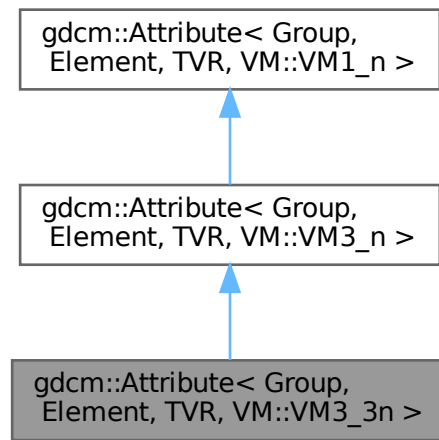 gdcm::Attribute< Group,
Element, TVR, VM::VM1_n >
gdcm::Attribute< Group,
Element, TVR, VM::VM3_n >
gdcm::Attribute< Group,
Element, TVR, VM::VM3_3n >